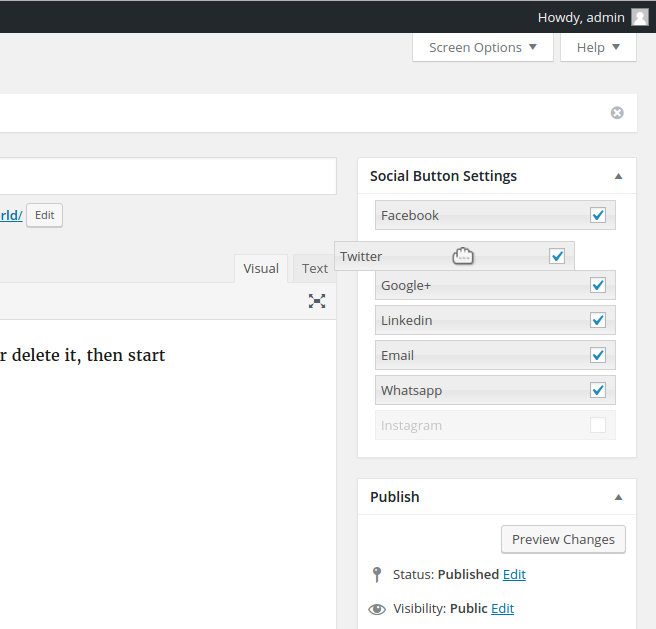 Howdy, admin
Screen Options
Help
Social Button Settings
Facebook
rld/ Edit
Twitter
Visual Text
Google+
Linkedin
r delete it, then start
Email
Whatsapp
Instagram
Publish
Preview Changes
Status: Published Edit
Visibility: Public Edit